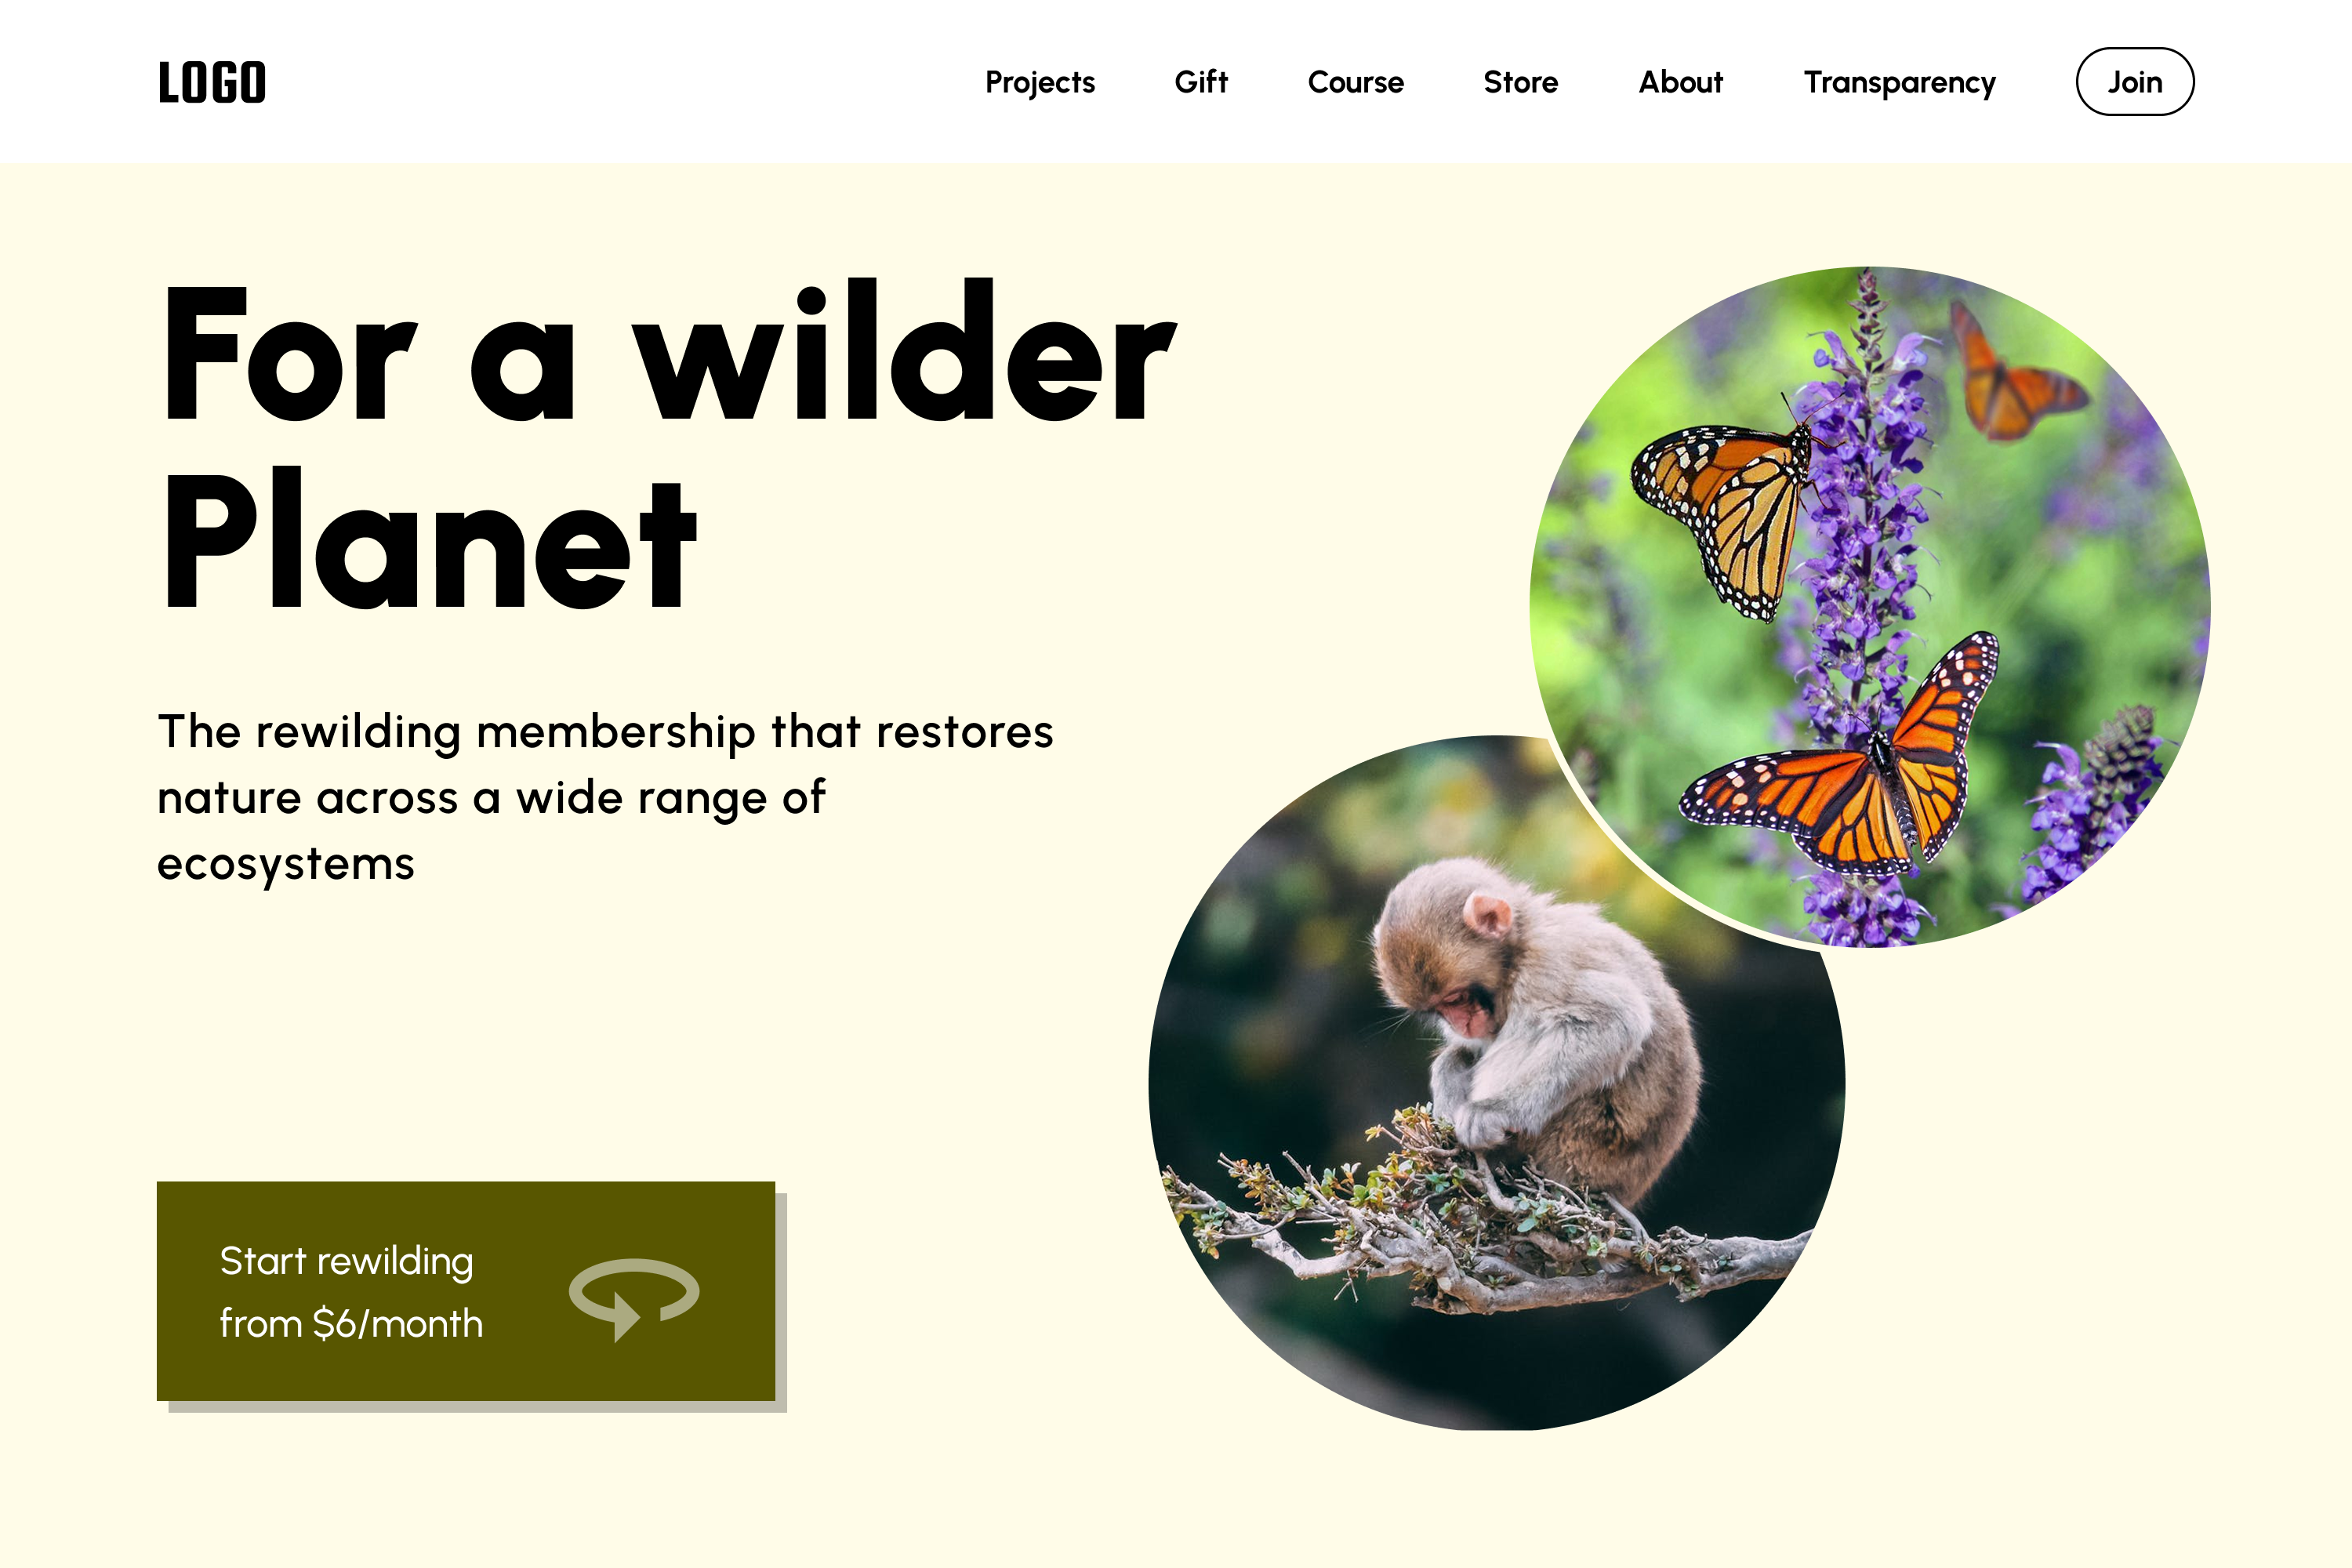 LOGO
Projects
Gift
Course
Store
About
Transparency
Join
For a wilder
Planet
The rewilding membership that restores
nature across a wide range of
ecosystems
Start rewilding
from $6/month